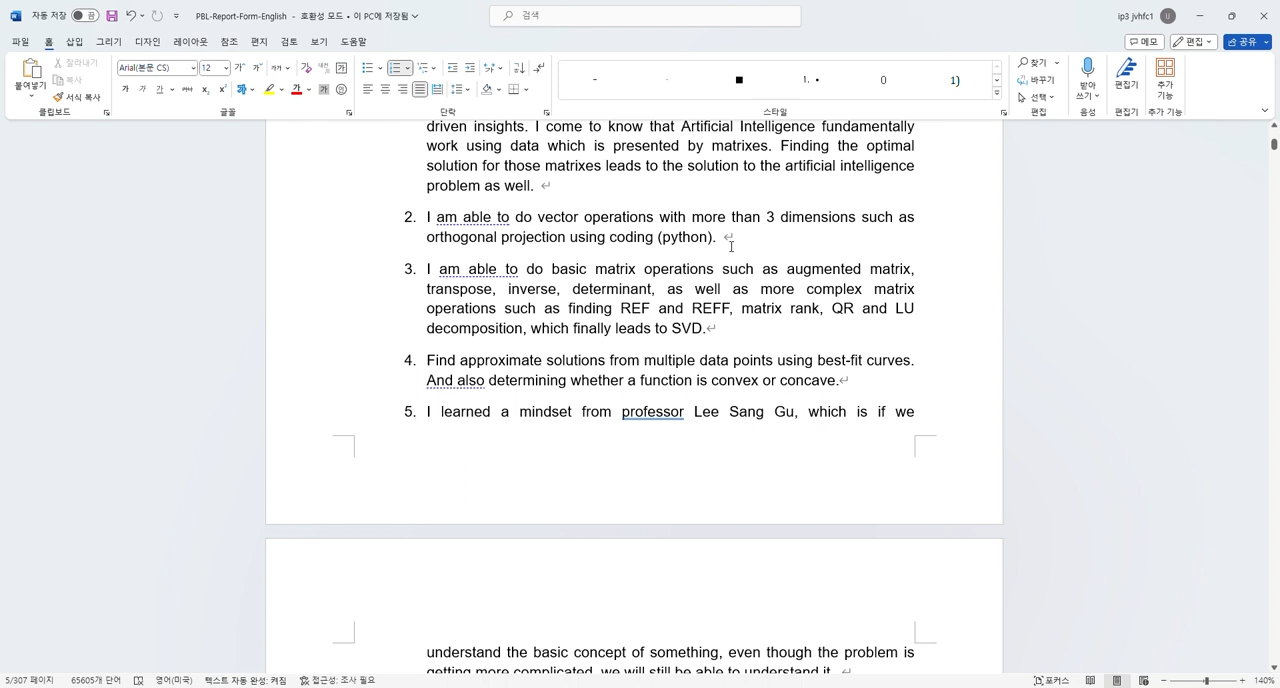 자동 저장 끔 PBL-Report-Form-English - 호환성 모드 • 이 PC에 저장됨 검색 ip3 jvhfc1 IJ
파일 홈 삽입 그리기 디자인 레이아웃 참조 편지 검토 보기 도움말 메모 편집 공유
붙여넣기 잘라내기 복사 서식 복사
Arial(본문 CS) 12
찾기 바꾸기 선택
받아쓰기 편집기 추가 기능
클립보드 글꼴 단락 스타일 편집 음성 편집기 추가 기능
driven insights. I come to know that Artificial Intelligence fundamentally
work using data which is presented by matrixes. Finding the optimal
solution for those matrixes leads to the solution to the artificial intelligence
problem as well.
2. I am able to do vector operations with more than 3 dimensions such as
orthogonal projection using coding (python).
3. I am able to do basic matrix operations such as augmented matrix,
transpose, inverse, determinant, as well as more complex matrix
operations such as finding REF and REFF, matrix rank, QR and LU
decomposition, which finally leads to SVD.
4. Find approximate solutions from multiple data points using best-fit curves.
And also determining whether a function is convex or concave.
5. I learned a mindset from professor Lee Sang Gu, which is if we
understand the basic concept of something, even though the problem is
getting more complicated, we will still be able to understand it.
5/307 페이지 65605개 단어 영어(미국) 텍스트 자동 완성: 켜짐 접근성: 조사 필요 포커스 140%